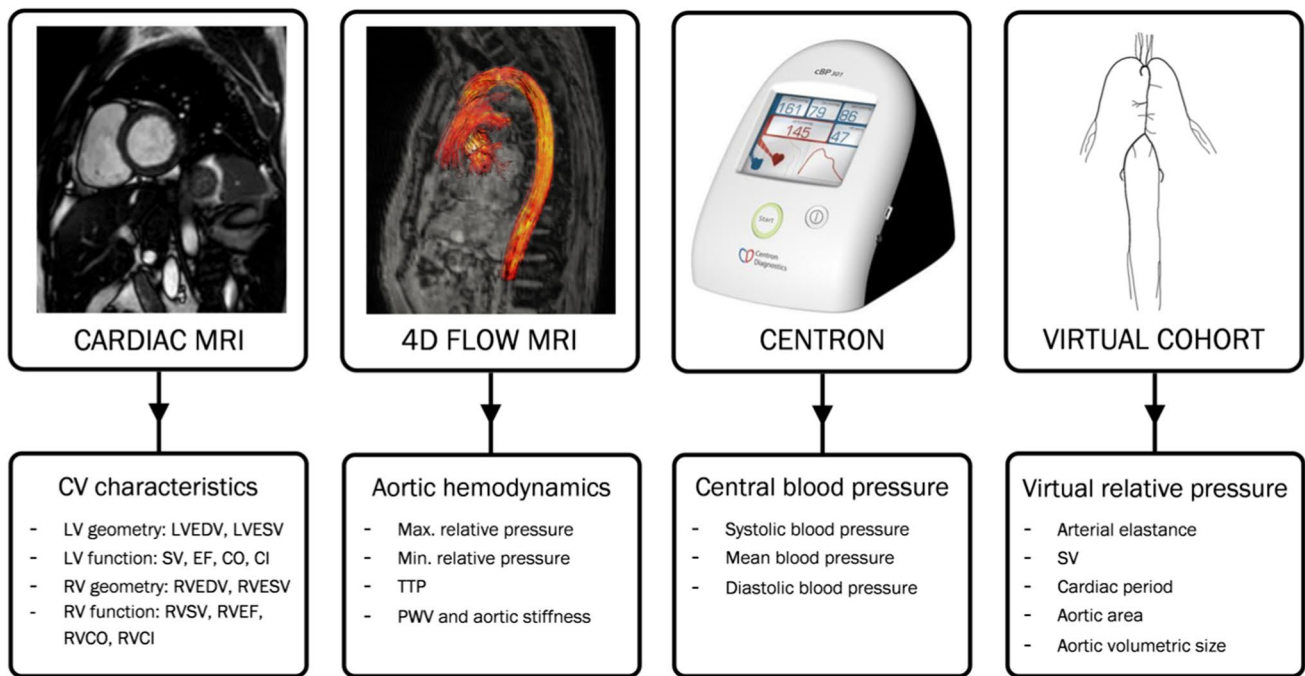 cBP 301
161 79 86
145 47
Start
Centron
Diagnostics
CARDIAC MRI
4D FLOW MRI
CENTRON
VIRTUAL COHORT
CV characteristics
- LV geometry: LVEDV, LVESV
- LV function: SV, EF, CO, CI
- RV geometry: RVEDV, RVESV
- RV function: RVSV, RVEF,
RVCO, RVCI
Aortic hemodynamics
- Max. relative pressure
- Min. relative pressure
- TTP
- PWV and aortic stiffness
Central blood pressure
- Systolic blood pressure
- Mean blood pressure
- Diastolic blood pressure
Virtual relative pressure
- Arterial elastance
- SV
- Cardiac period
- Aortic area
- Aortic volumetric size